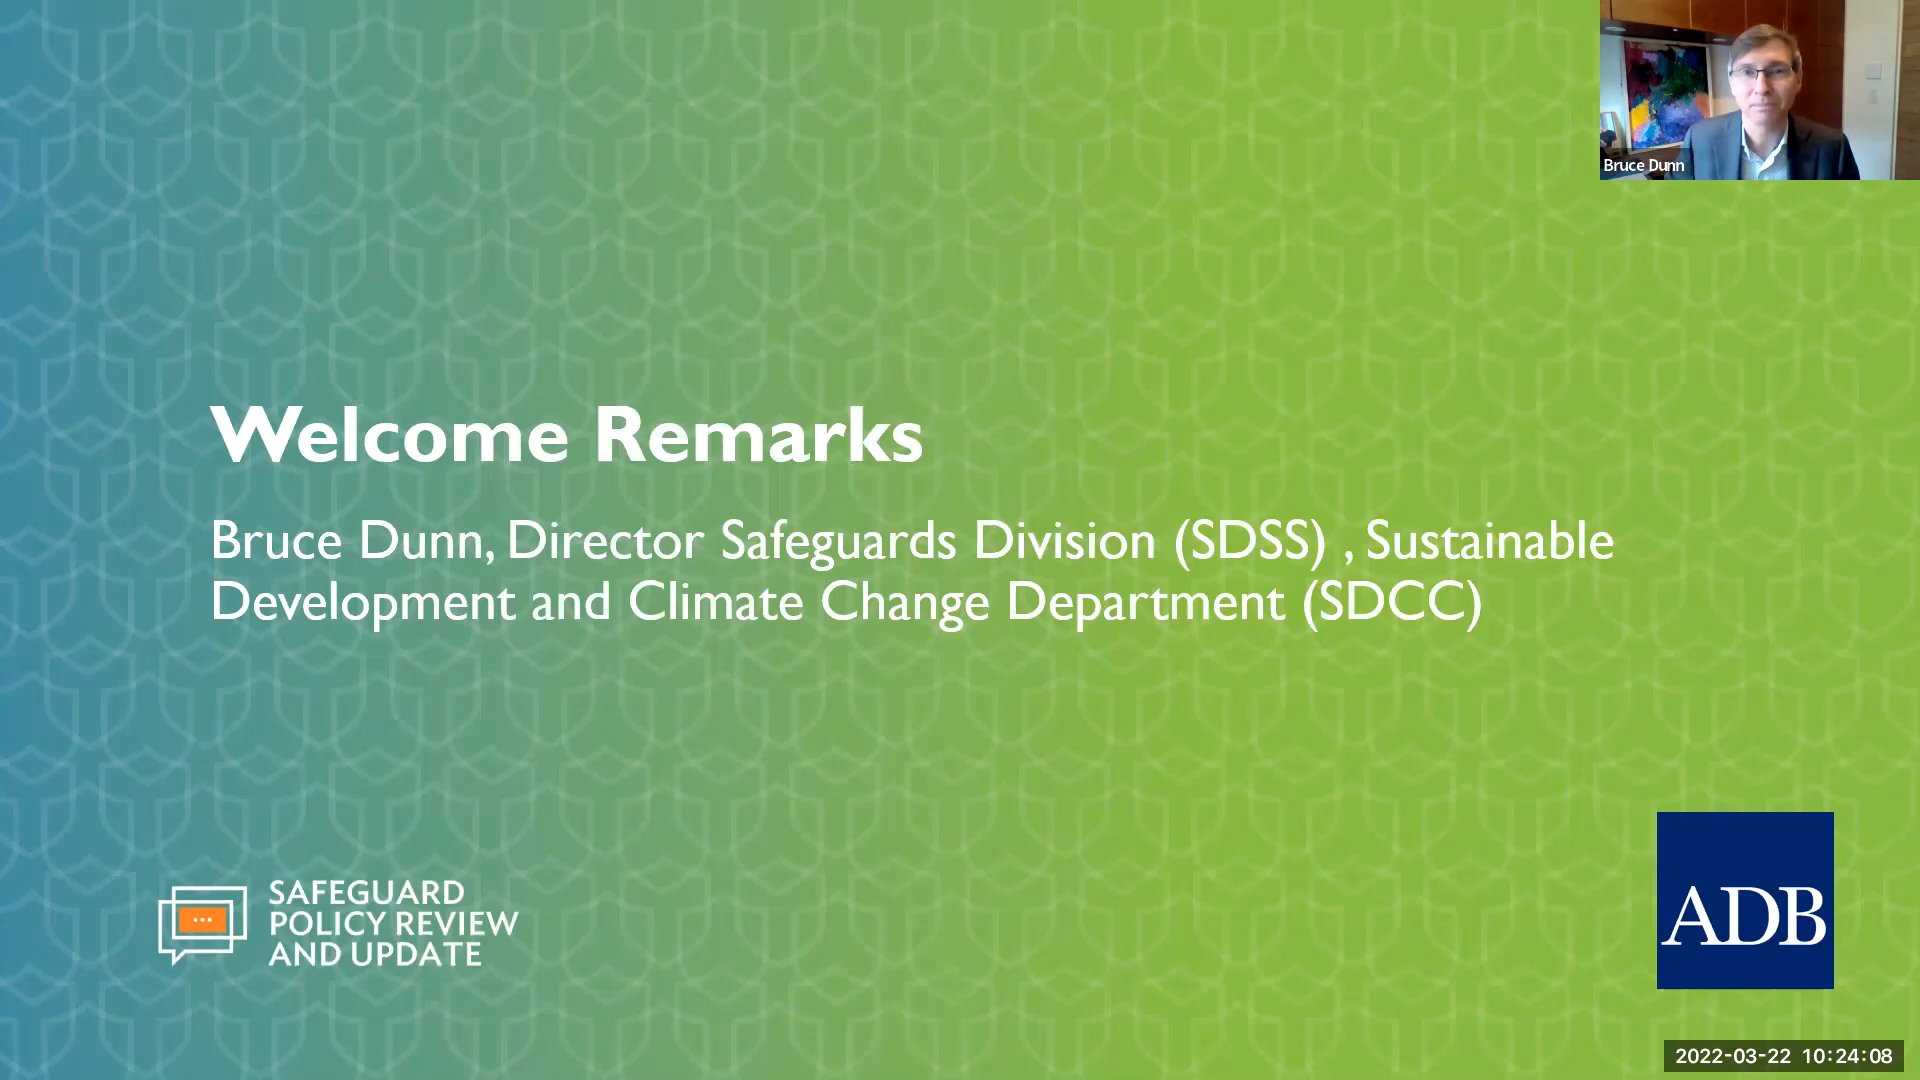 Bruce Dunn
Welcome Remarks
Bruce Dunn, Director Safeguards Division (SDSS) , Sustainable
Development and Climate Change Department (SDCC)
SAFEGUARD
POLICY REVIEW
AND UPDATE
ADB
2022-03-22 10:24:08